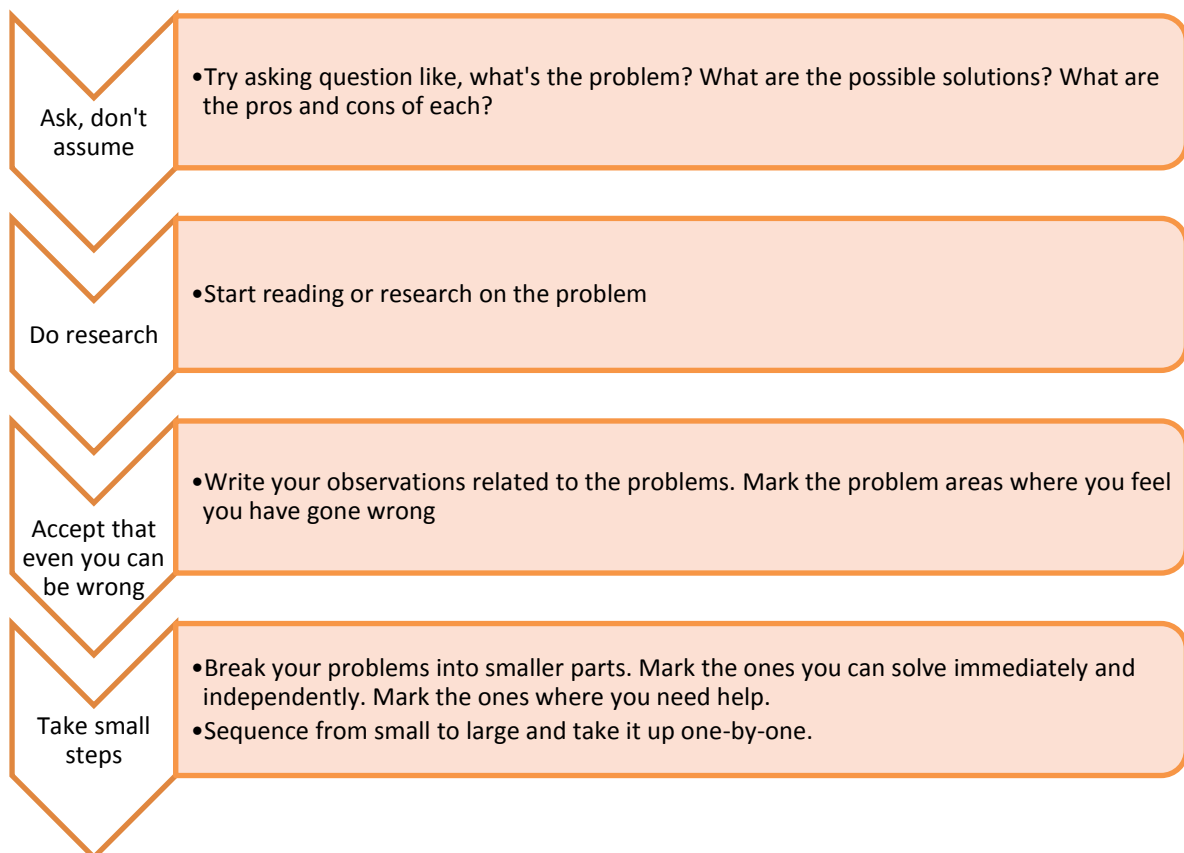 Ask, don't
assume
•Try asking question like, what's the problem? What are the possible solutions? What are
the pros and cons of each?
Do research
•Start reading or research on the problem
Accept that
even you can
be wrong
•Write your observations related to the problems. Mark the problem areas where you feel
you have gone wrong
Take small
steps
•Break your problems into smaller parts. Mark the ones you can solve immediately and
independently. Mark the ones where you need help.
•Sequence from small to large and take it up one-by-one.